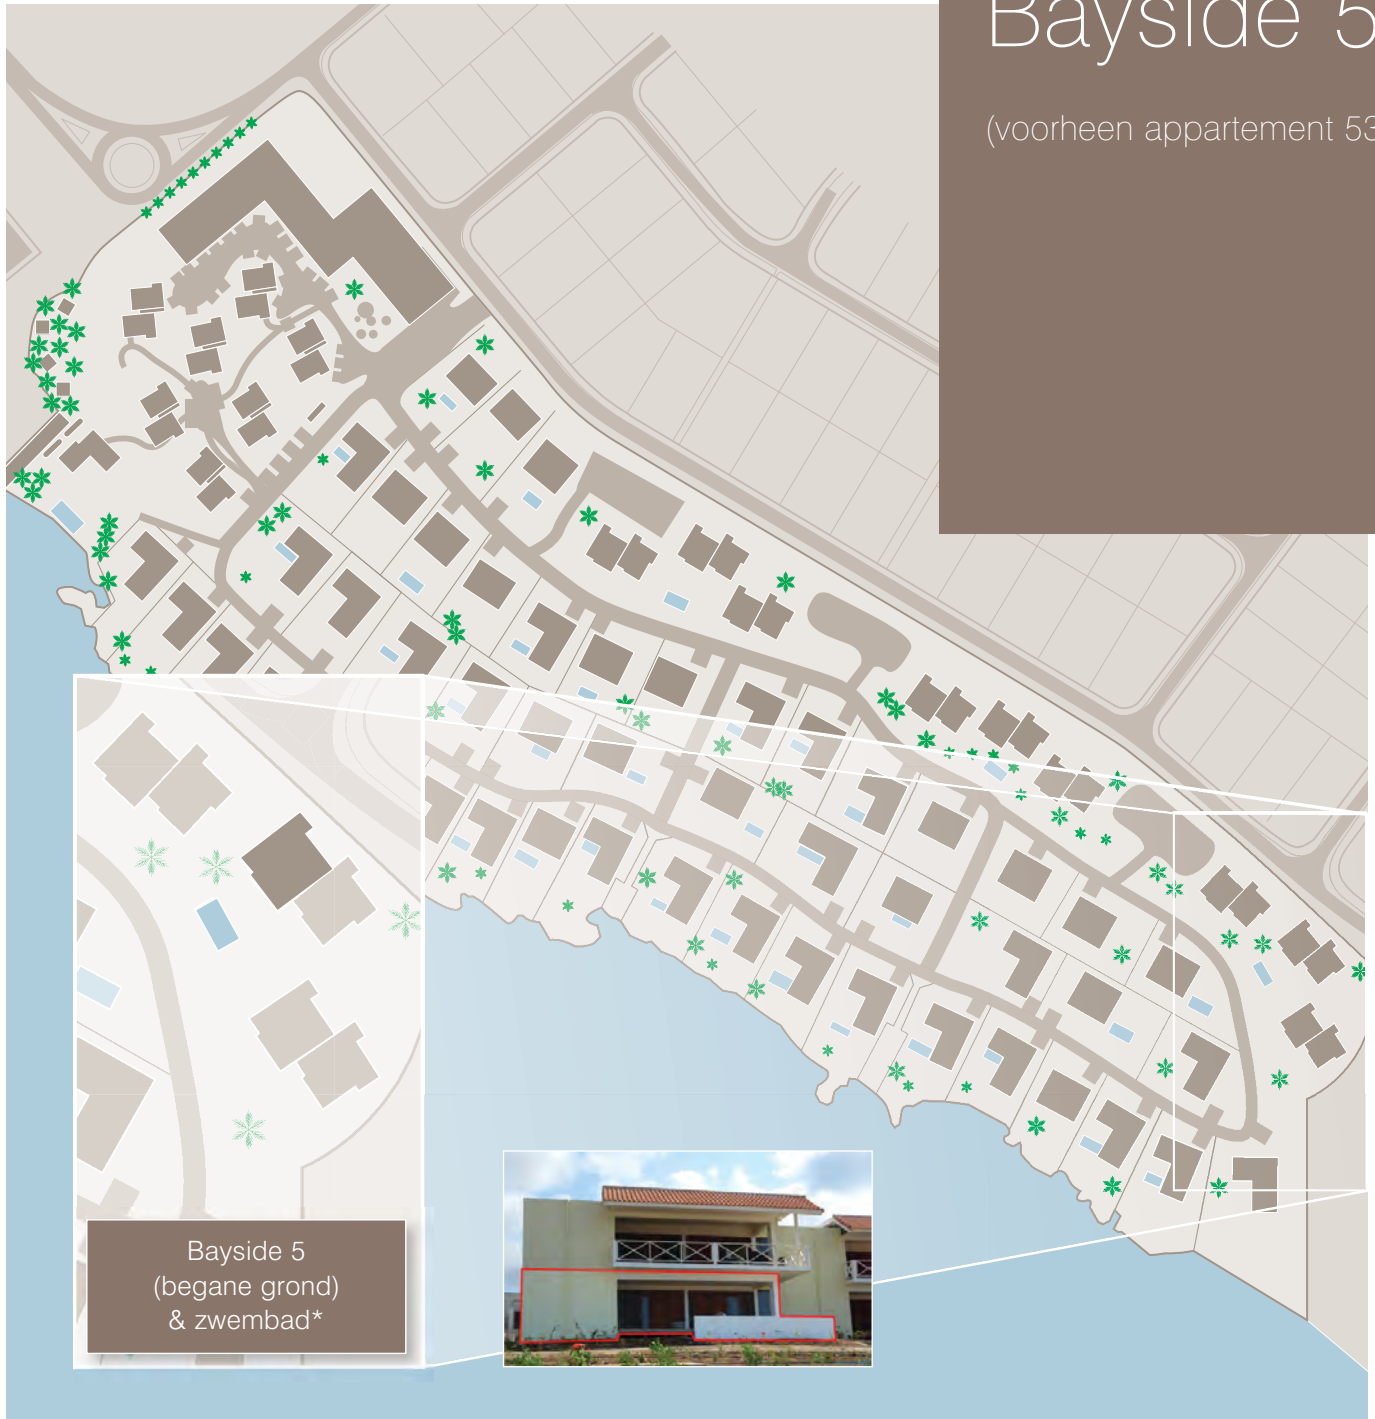 Bayside 5
(voorheen appartement 53
Bayside 5
(begane grond)
& zwembad*